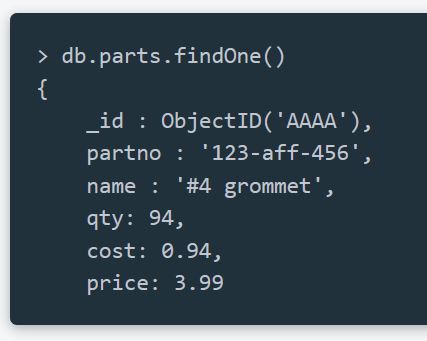 > db.parts.findOne()
{
_id : ObjectID('AAAA'),
partno : '123-aff-456',
name : '#4 grommet',
qty: 94,
cost: 0.94,
price: 3.99